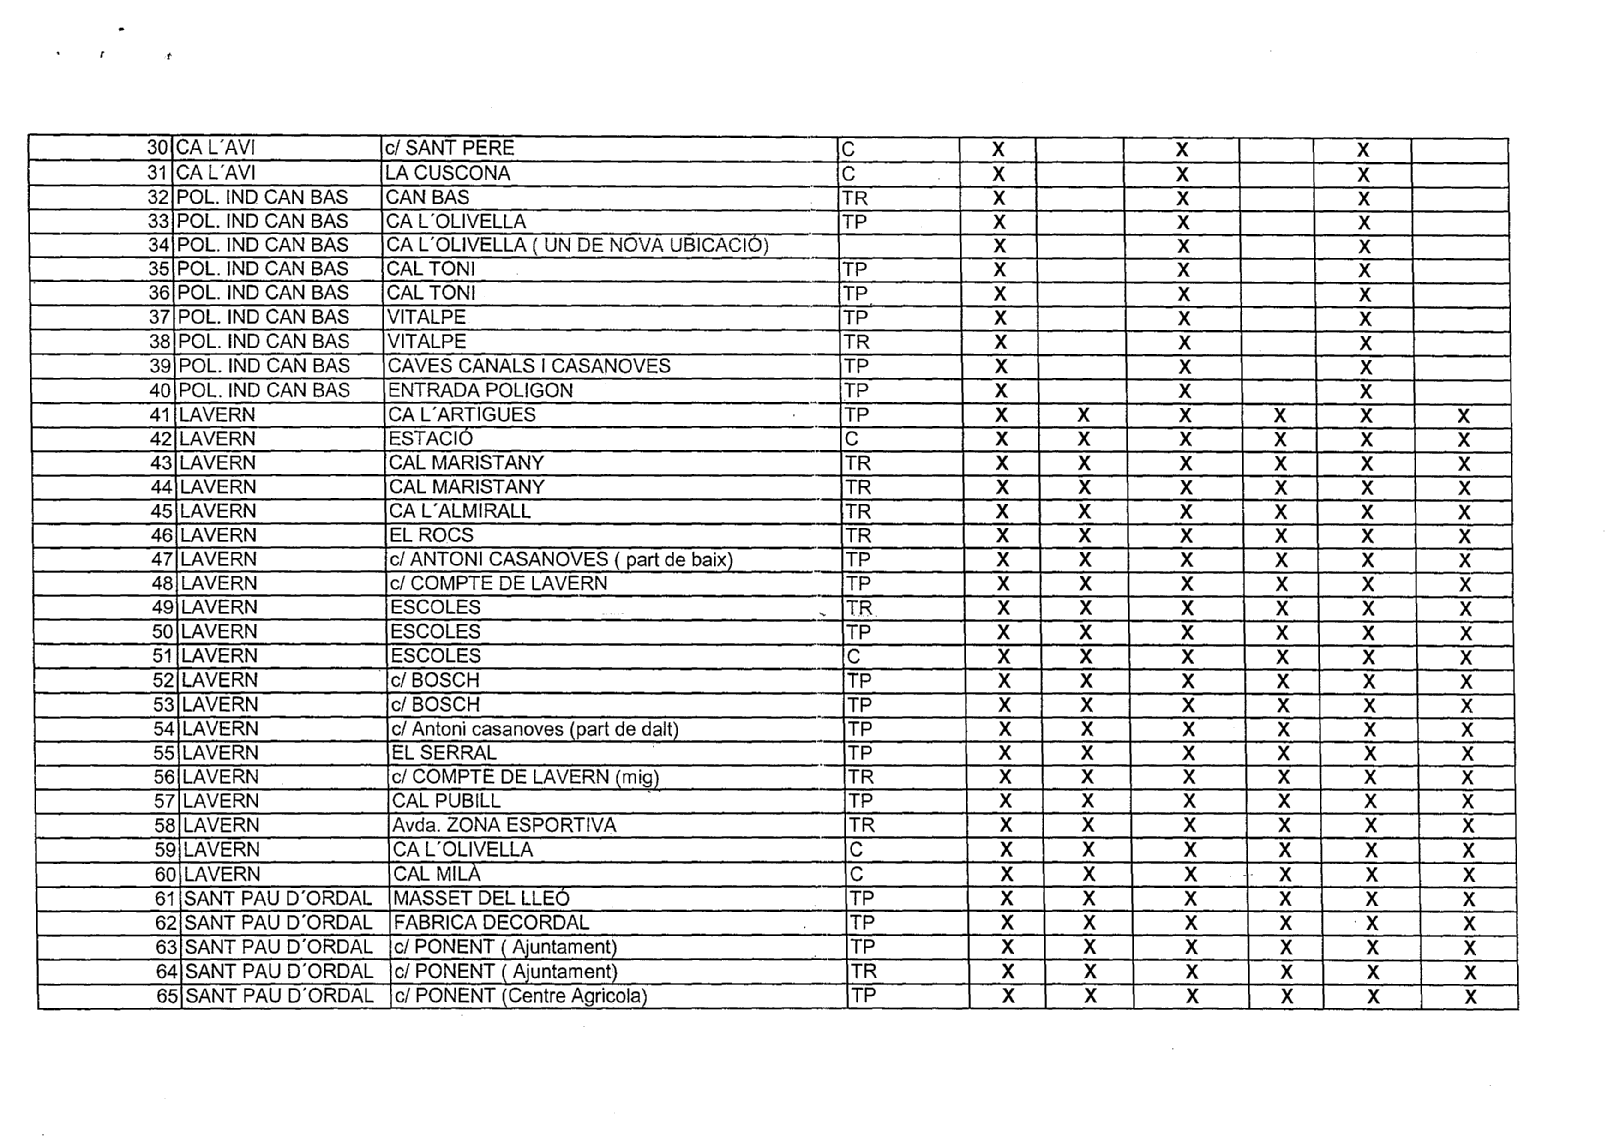 30 CA L´AVI c/ SANT PERE C X X X
31 CA L´AVI LA CUSCONA C X X X
32 POL. IND CAN BAS CAN BAS TR X X X
33 POL. IND CAN BAS CA L´OLIVELLA TP X X X
34 POL. IND CAN BAS CA L´OLIVELLA ( UN DE NOVA UBICACIÓ) X X X
35 POL. IND CAN BAS CAL TONI TP X X X
36 POL. IND CAN BAS CAL TONI TP X X X
37 POL. IND CAN BAS VITALPE TP X X X
38 POL. IND CAN BAS VITALPE TR X X X
39 POL. IND CAN BAS CAVES CANALS I CASANOVES TP X X X
40 POL. IND CAN BAS ENTRADA POLIGON TP X X X
41 LAVERN CA L´ARTIGUES TP X X X X X X
42 LAVERN ESTACIÓ C X X X X X X
43 LAVERN CAL MARISTANY TR X X X X X X
44 LAVERN CAL MARISTANY TR X X X X X X
45 LAVERN CA L´ALMIRALL TR X X X X X X
46 LAVERN EL ROCS TR X X X X X X
47 LAVERN c/ ANTONI CASANOVES ( part de baix) TP X X X X X X
48 LAVERN c/ COMPTE DE LAVERN TP X X X X X X
49 LAVERN ESCOLES TR X X X X X X
50 LAVERN ESCOLES TP X X X X X X
51 LAVERN ESCOLES C X X X X X X
52 LAVERN c/ BOSCH TP X X X X X X
53 LAVERN c/ BOSCH TP X X X X X X
54 LAVERN c/ Antoni casanoves (part de dalt) TP X X X X X X
55 LAVERN EL SERRAL TP X X X X X X
56 LAVERN c/ COMPTE DE LAVERN (mig) TR X X X X X X
57 LAVERN CAL PUBILL TP X X X X X X
58 LAVERN Avda. ZONA ESPORTIVA TR X X X X X X
59 LAVERN CA L´OLIVELLA C X X X X X X
60 LAVERN CAL MILÀ C X X X X X X
61 SANT PAU D´ORDAL MASSET DEL LLEÓ TP X X X X X X
62 SANT PAU D´ORDAL FABRICA DECORDAL TP X X X X X X
63 SANT PAU D´ORDAL c/ PONENT ( Ajuntament) TP X X X X X X
64 SANT PAU D´ORDAL c/ PONENT ( Ajuntament) TR X X X X X X
65 SANT PAU D´ORDAL c/ PONENT (Centre Agricola) TP X X X X X X